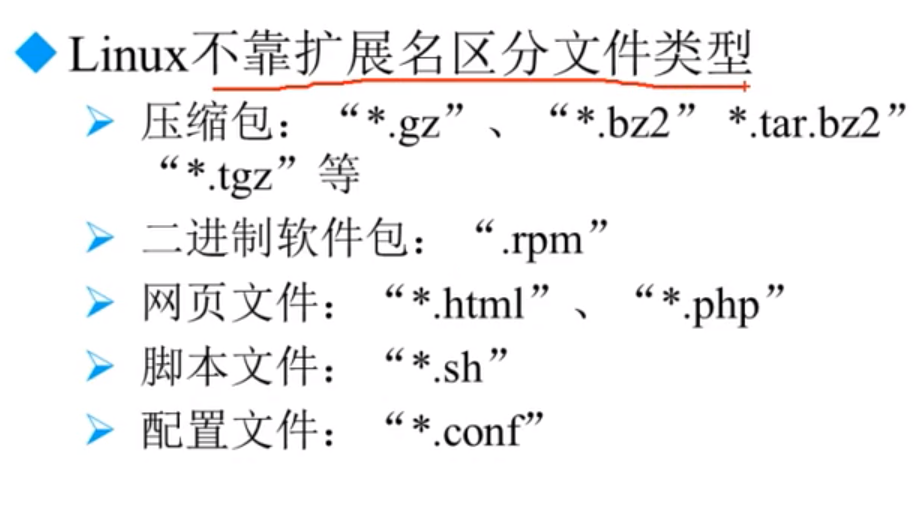 Linux不靠扩展名区分文件类型
压缩包：“*.gz”、“*.bz2” *.tar.bz2”
“*.tgz”等
二进制软件包：“.rpm”
网页文件：“*.html”、“*.php”
脚本文件：“*.sh”
配置文件：“*.conf”